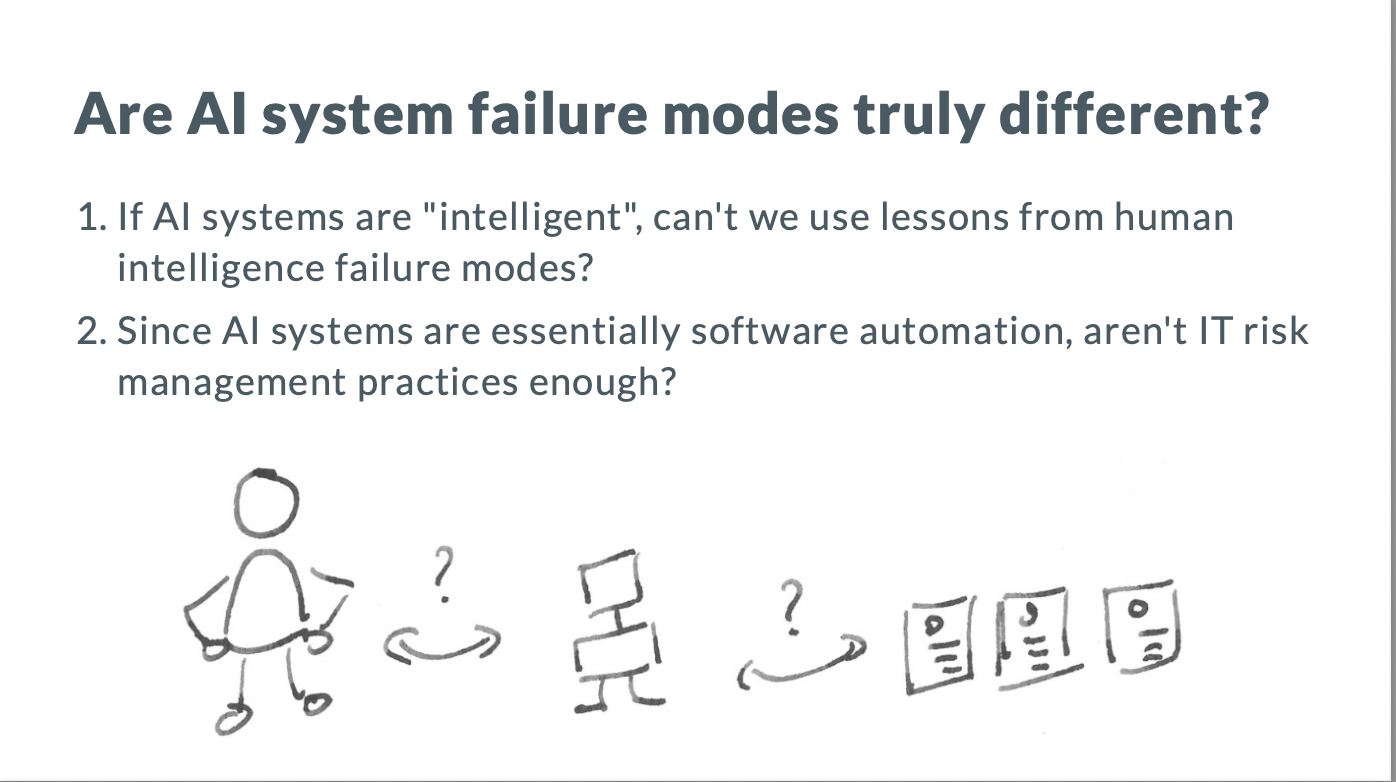 Are AI system failure modes truly different?
1. If AI systems are "intelligent", can't we use lessons from human
intelligence failure modes?
2. Since AI systems are essentially software automation, aren't IT risk
management practices enough?
?
?